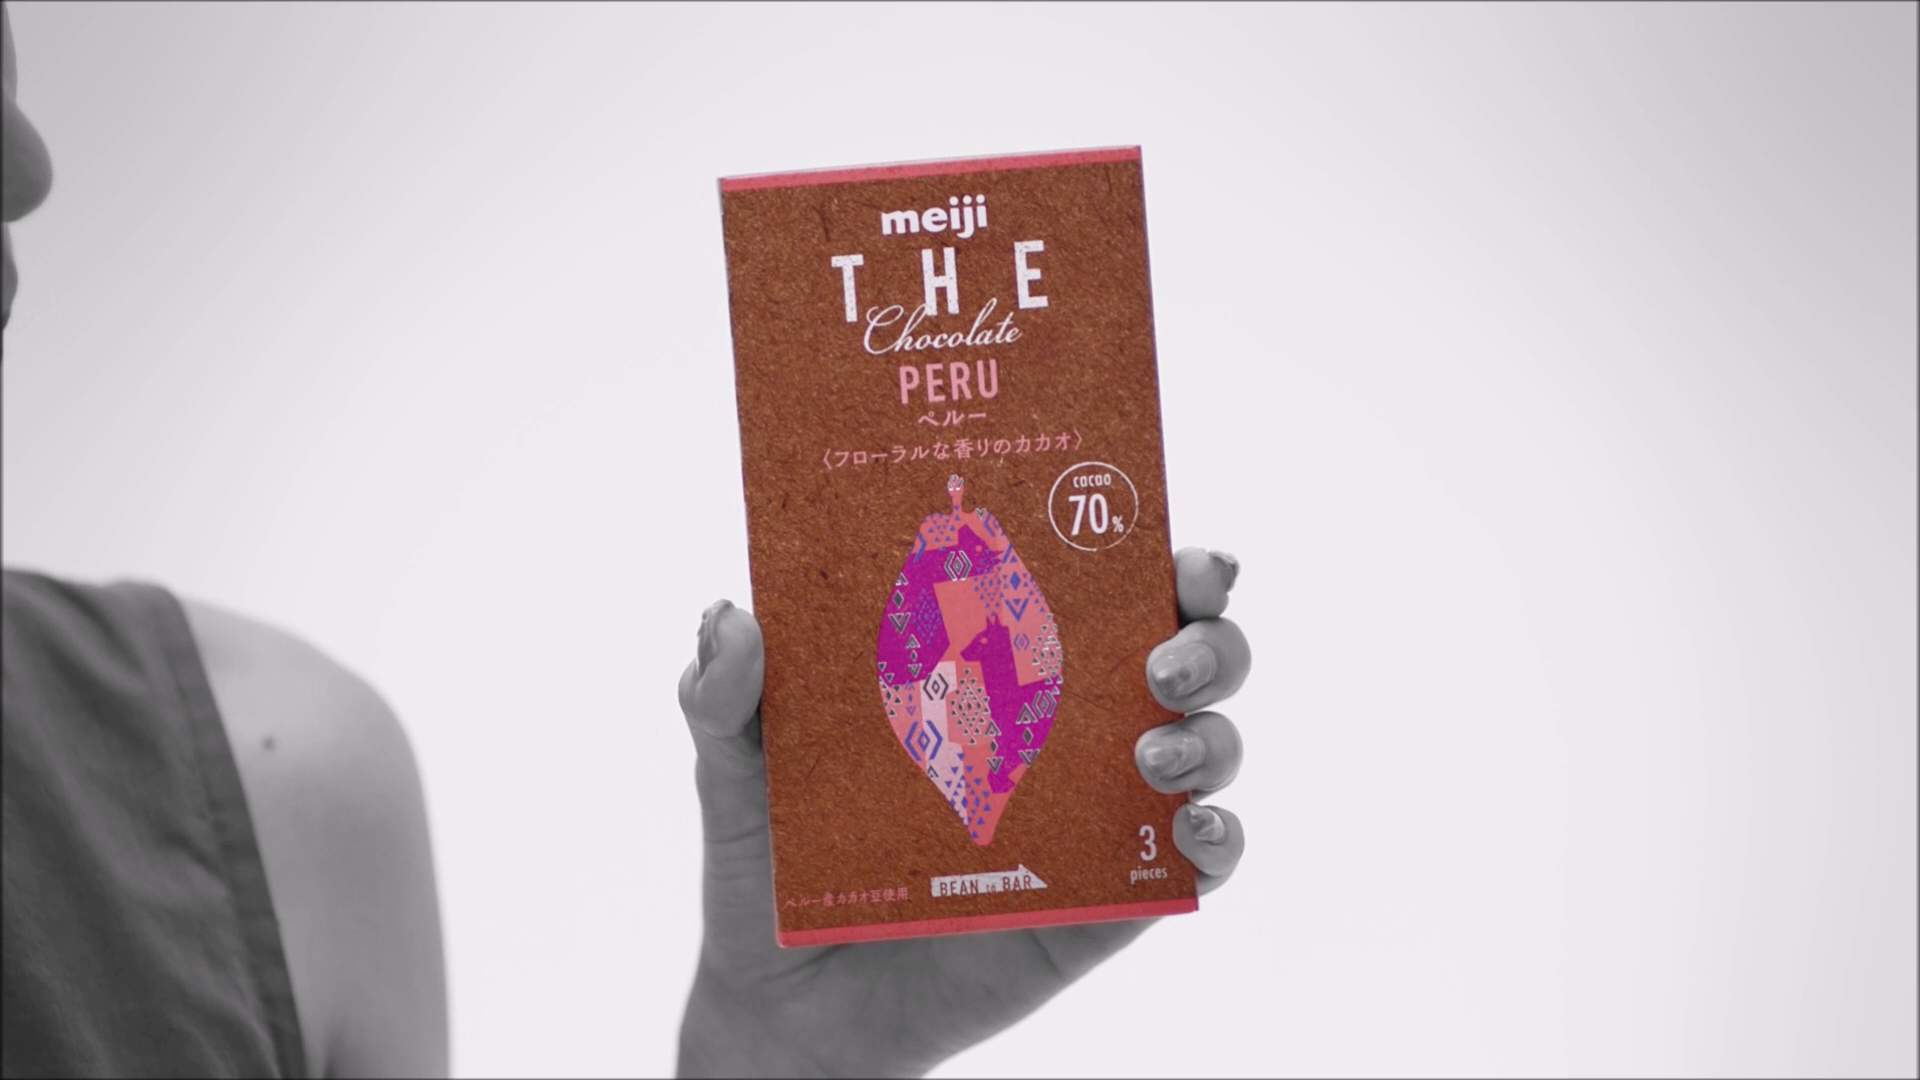 meiji
THE
Chocolate
PERU
ペルー
〈フローラルな香りのカカオ〉
cacao
70%
3
pieces
BEAN to BAR
ペルー産カカオ豆使用